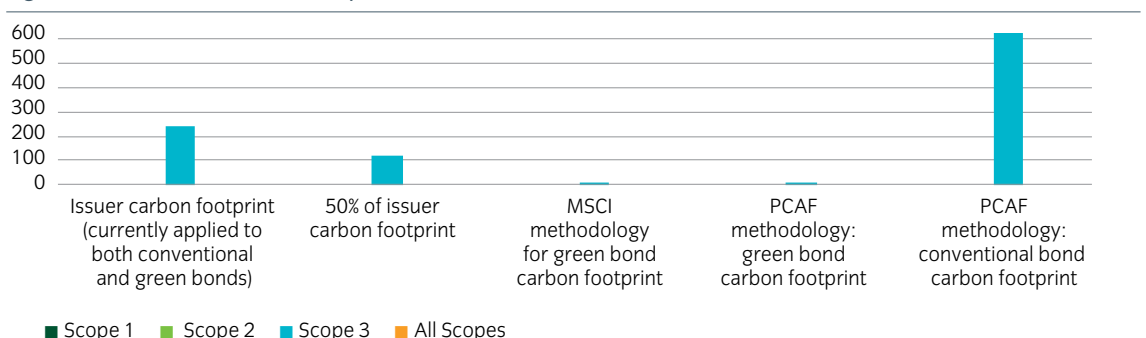 600
500
400
300
200
100
0
Issuer carbon footprint
(currently applied to
both conventional
and green bonds)
50% of issuer
carbon footprint
MSCI
methodology
for green bond
carbon footprint
PCAF
methodology:
green bond
carbon footprint
PCAF
methodology:
conventional bond
carbon footprint
Scope 1 Scope 2 Scope 3 All Scopes